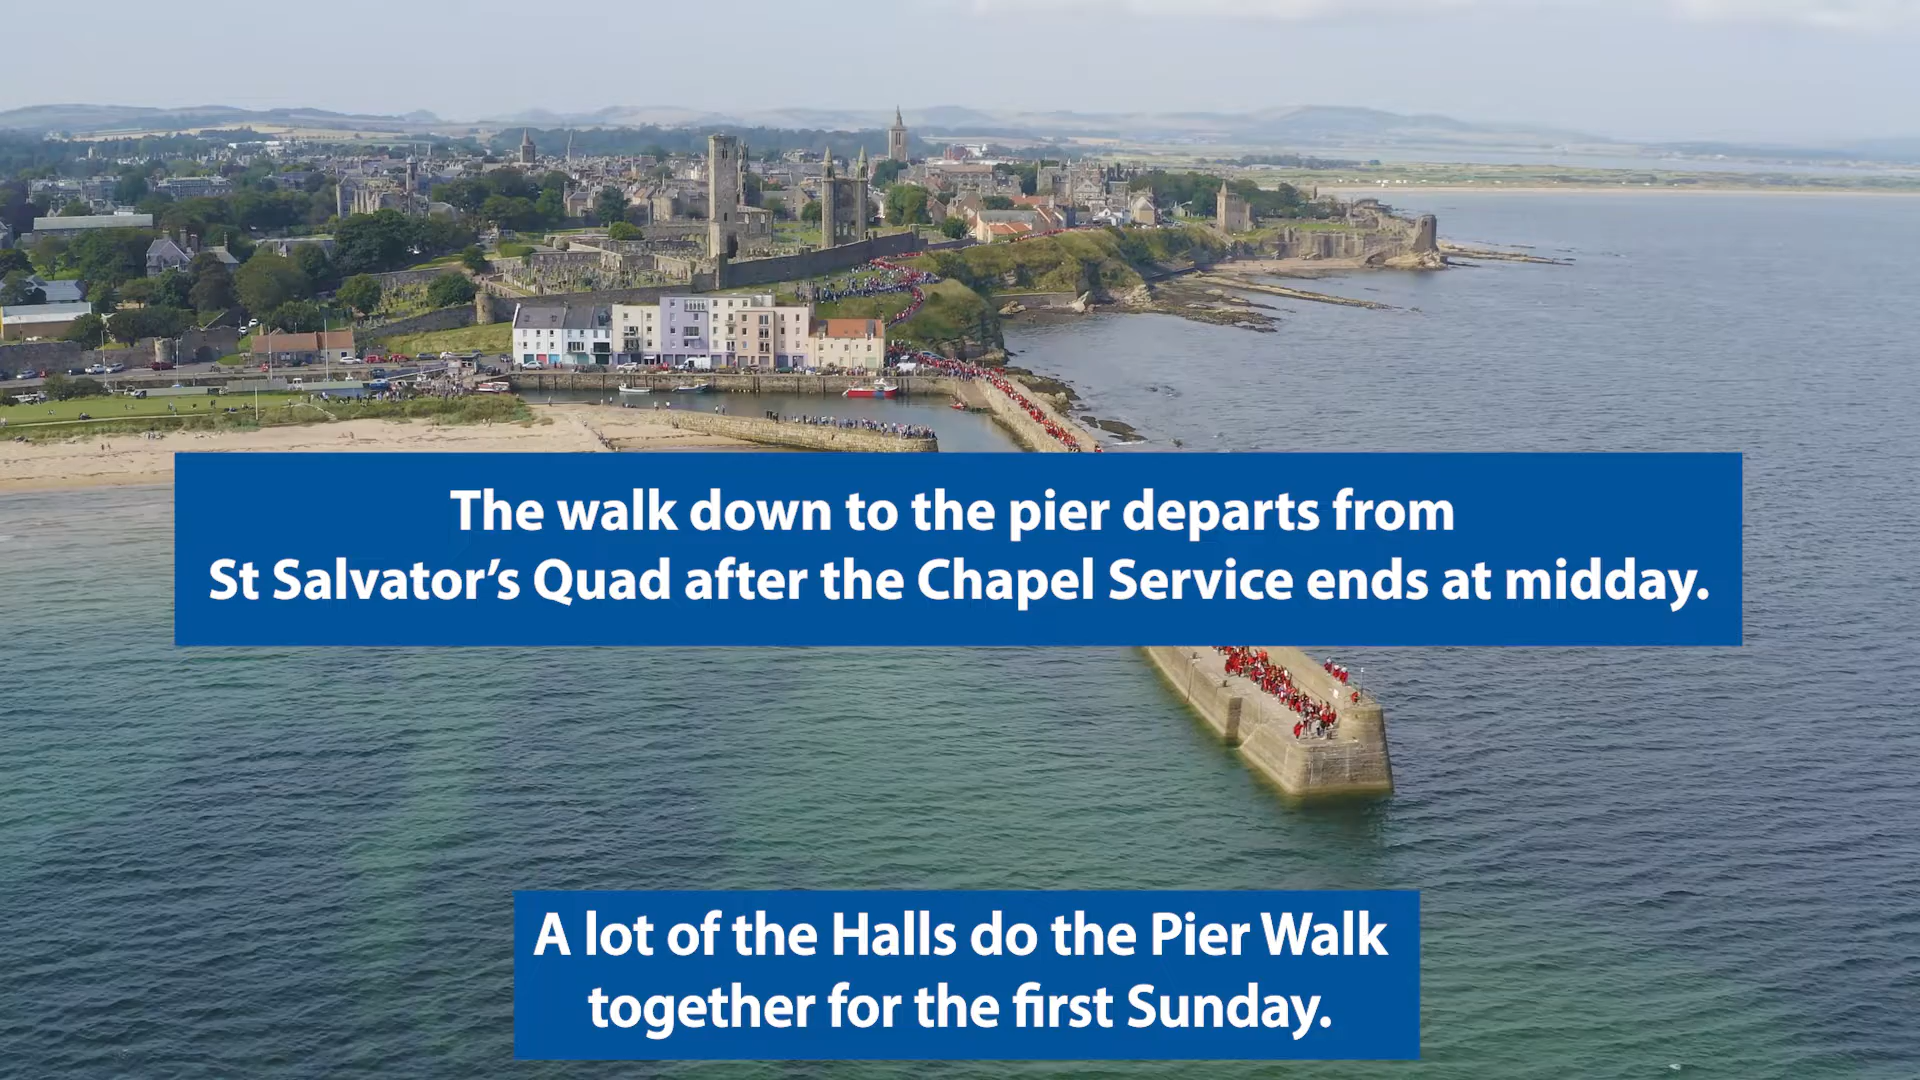 The walk down to the pier departs from
St Salvator’s Quad after the Chapel Service ends at midday.
A lot of the Halls do the Pier Walk
together for the first Sunday.